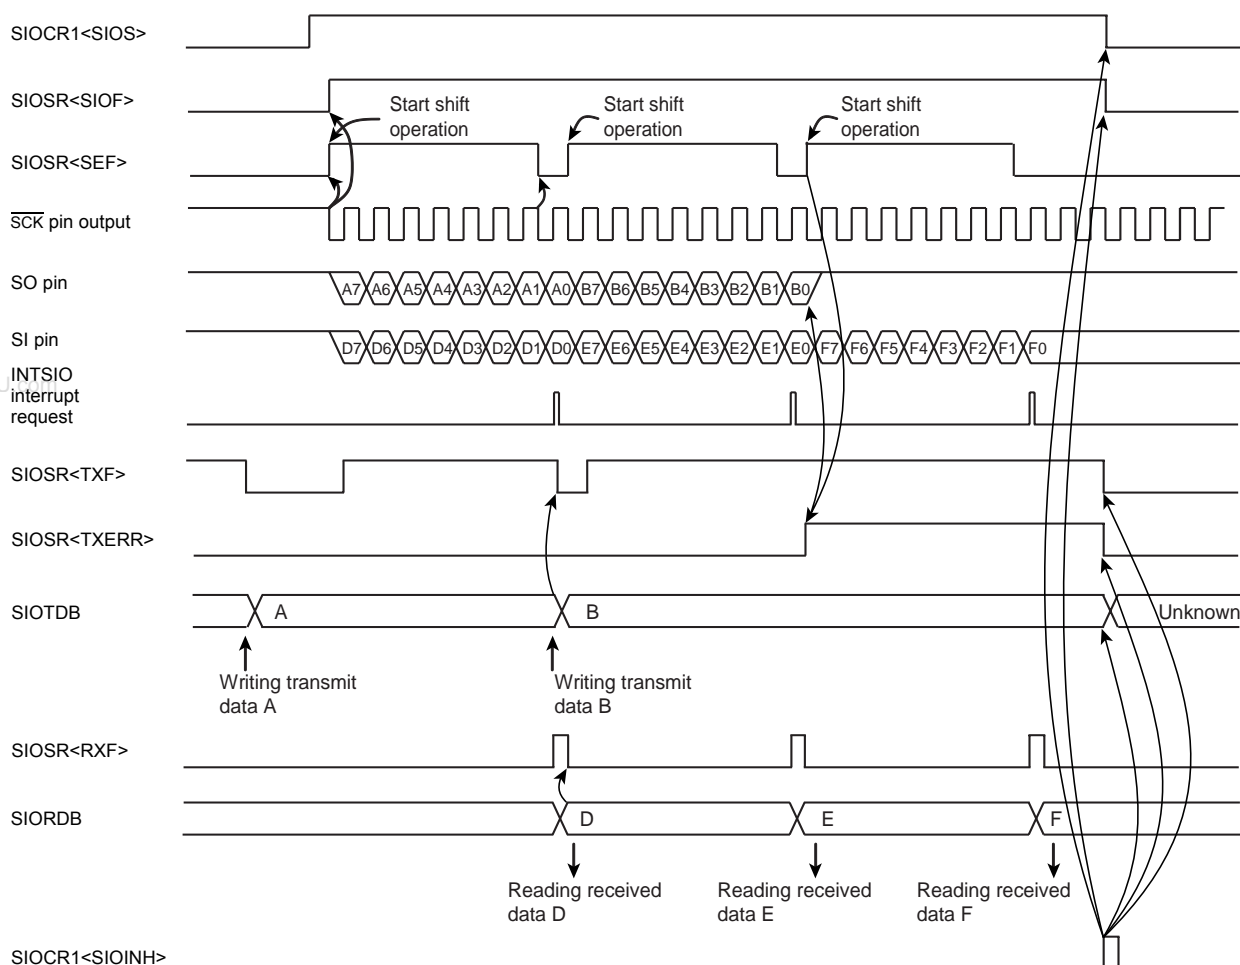 SIOCR1<SIOS>
SIOSR<SIOF>
Start shift
operation
Start shift
operation
Start shift
operation
SIOSR<SEF>
SCK pin output
SO pin
A7 A6 A5 A4 A3 A2 A1 A0 B7 B6 B5 B4 B3 B2 B1 B0
SI pin
D7 D6 D5 D4 D3 D2 D1 D0 E7 E6 E5 E4 E3 E2 E1 E0 F7 F6 F5 F4 F3 F2 F1 F0
INTSIO
interrupt
request
SIOSR<TXF>
SIOSR<TXERR>
SIOTDB
A
B
Unknown
Writing transmit
data A
Writing transmit
data B
SIOSR<RXF>
SIORDB
D
E
F
Reading received
data D
Reading received
data E
Reading received
data F
SIOCR1<SIOINH>